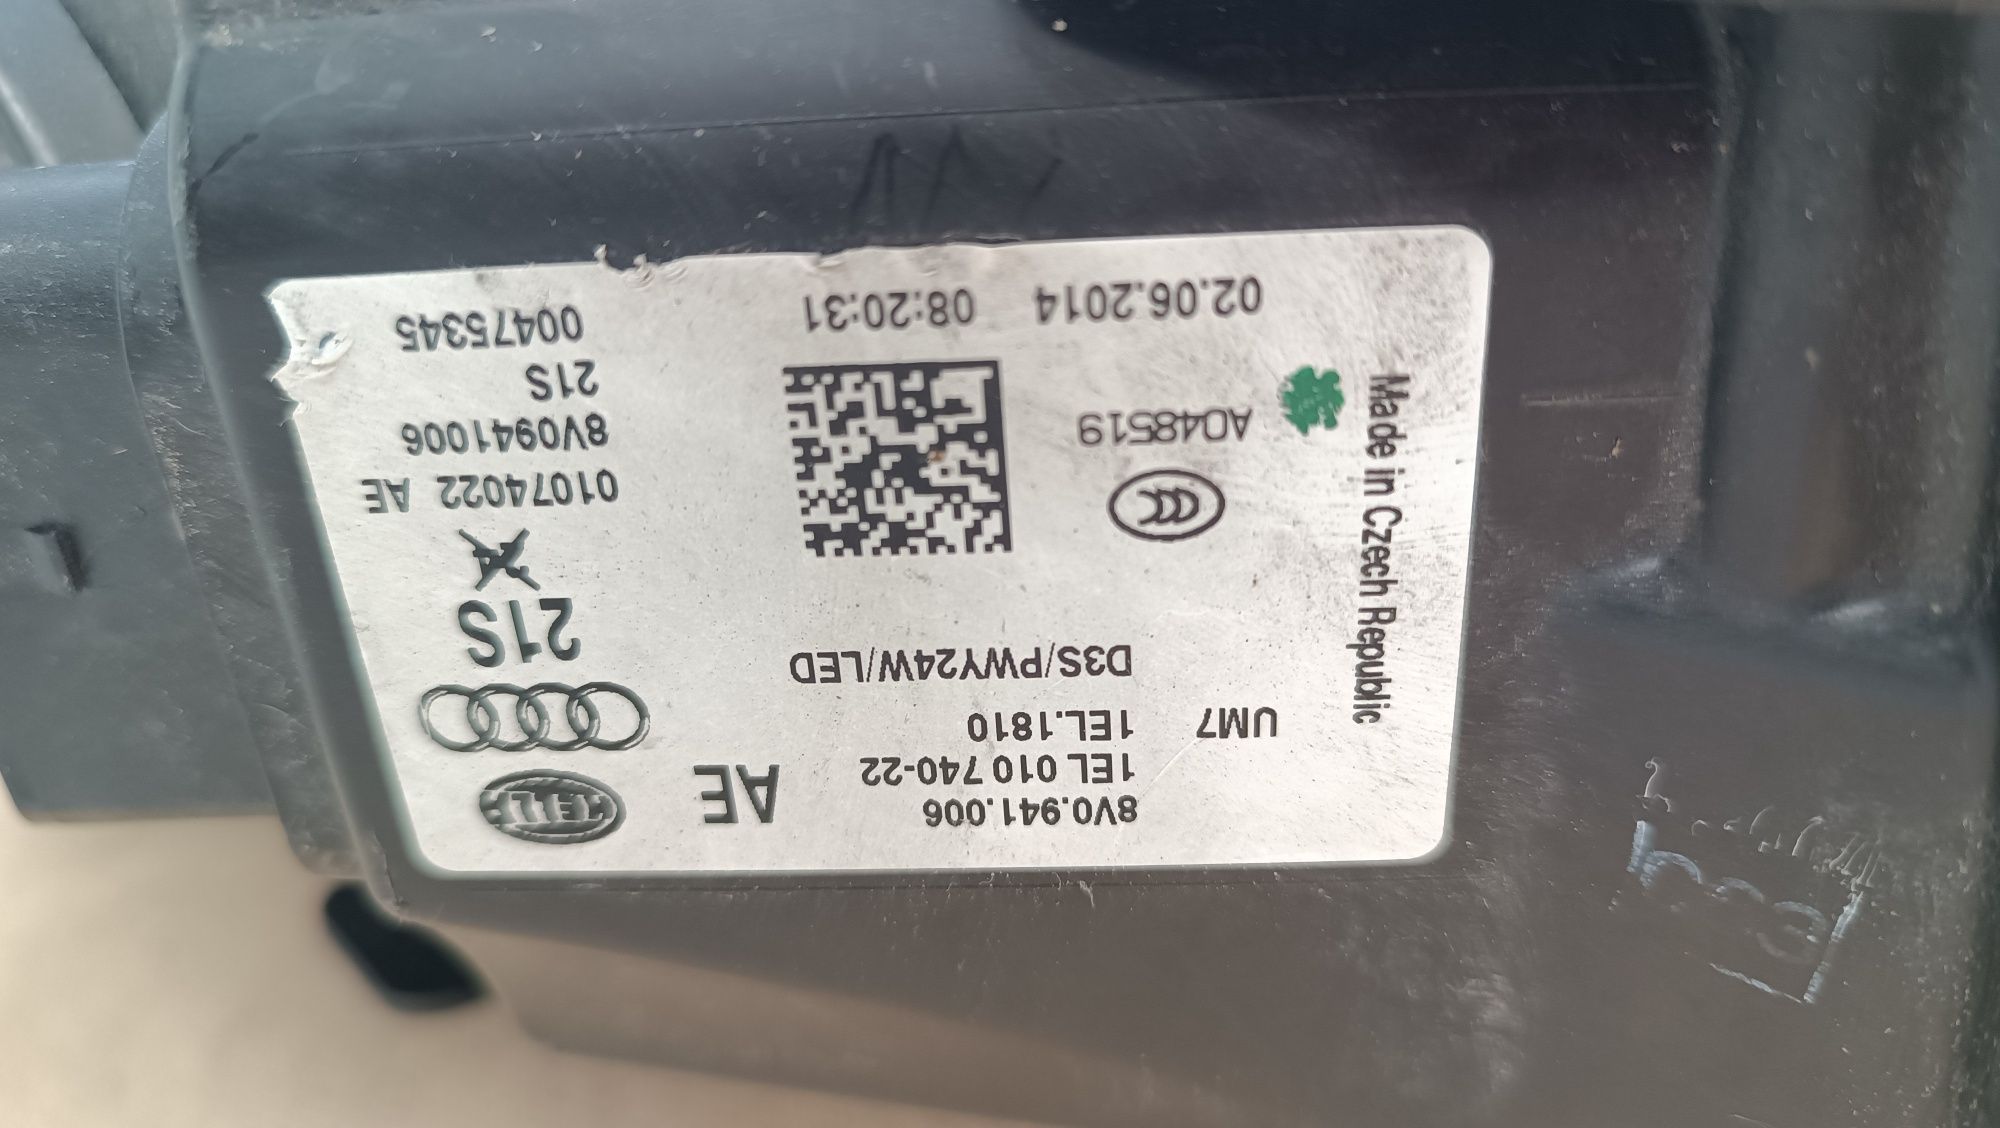 8V0.941.006
1EL 010 740-22
1EL.1810
UM7
AE
HELLA
D3S/PWY24W/LED
21S
Made in Czech Republic
CCC
A048519
01074022 AE
8V0941006
21S
00475345
02.06.2014 08:20:31